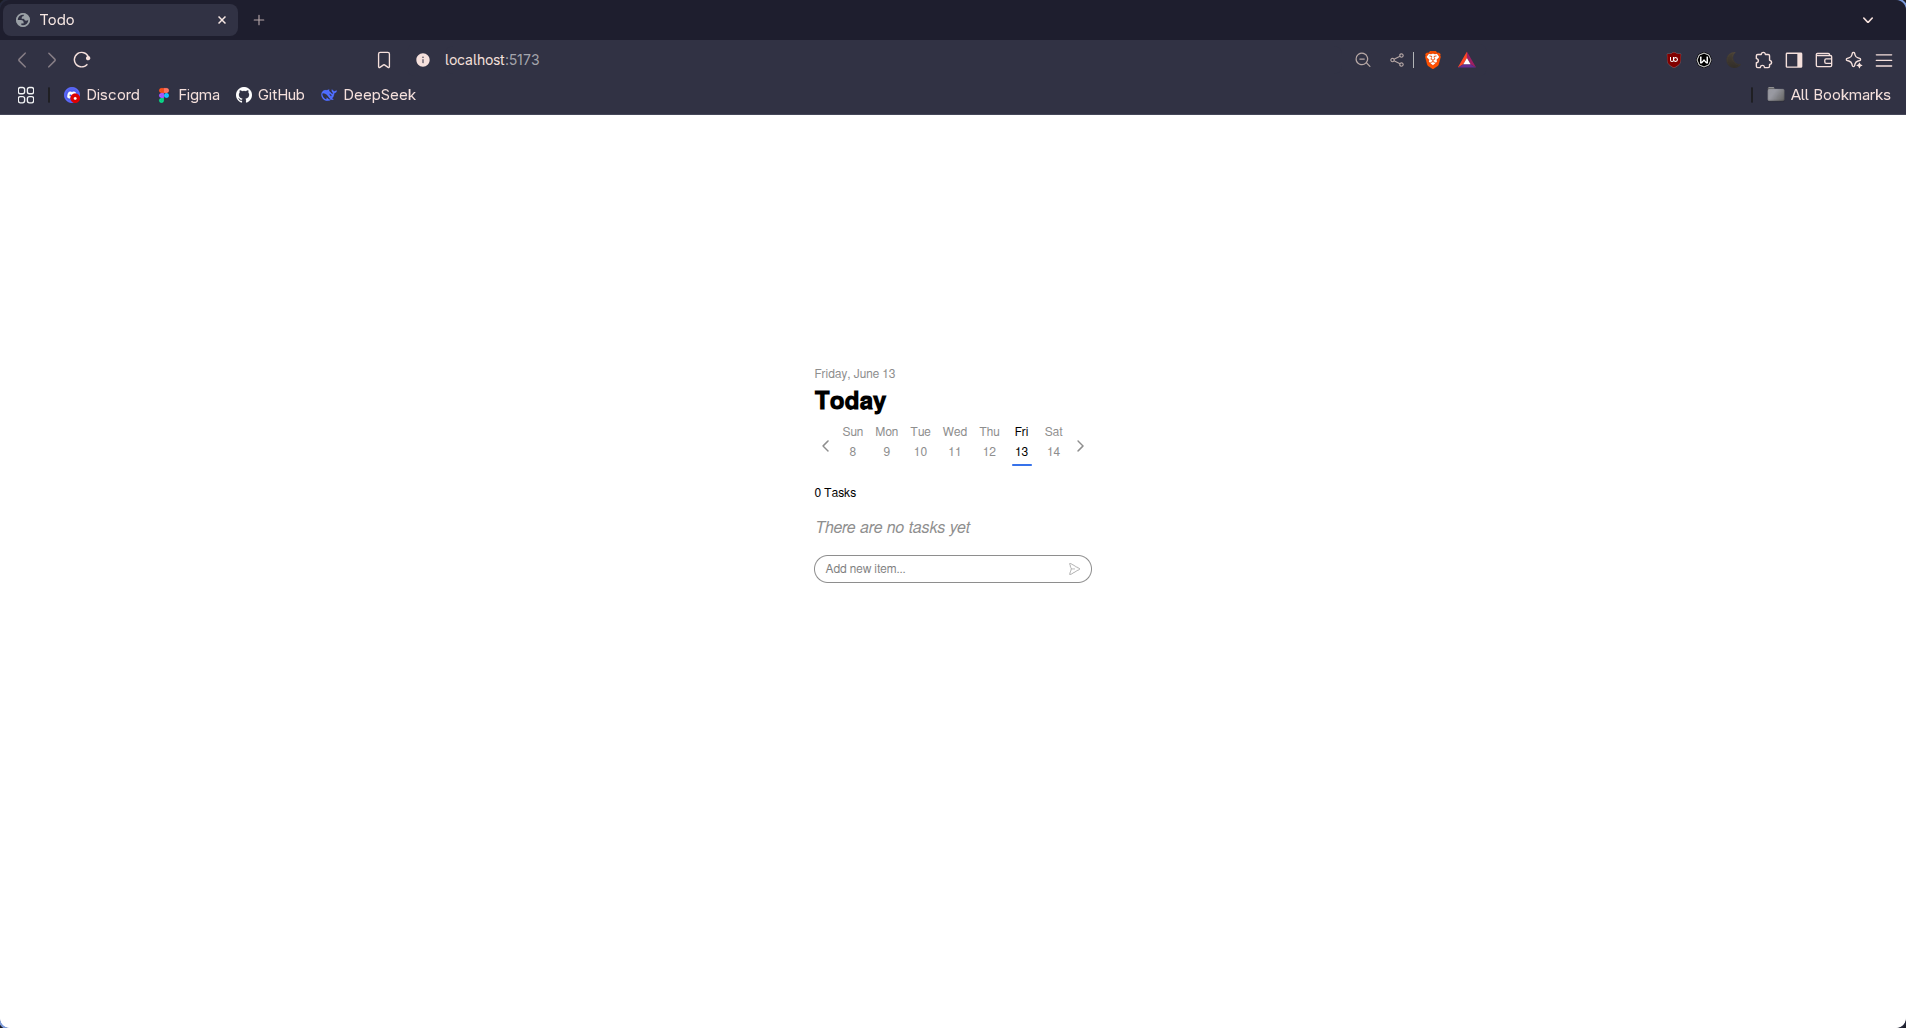 Todo
localhost:5173
Discord Figma GitHub DeepSeek All Bookmarks
Friday, June 13
Today
Sun Mon Tue Wed Thu Fri Sat
8 9 10 11 12 13 14
0 Tasks
There are no tasks yet
Add new item...